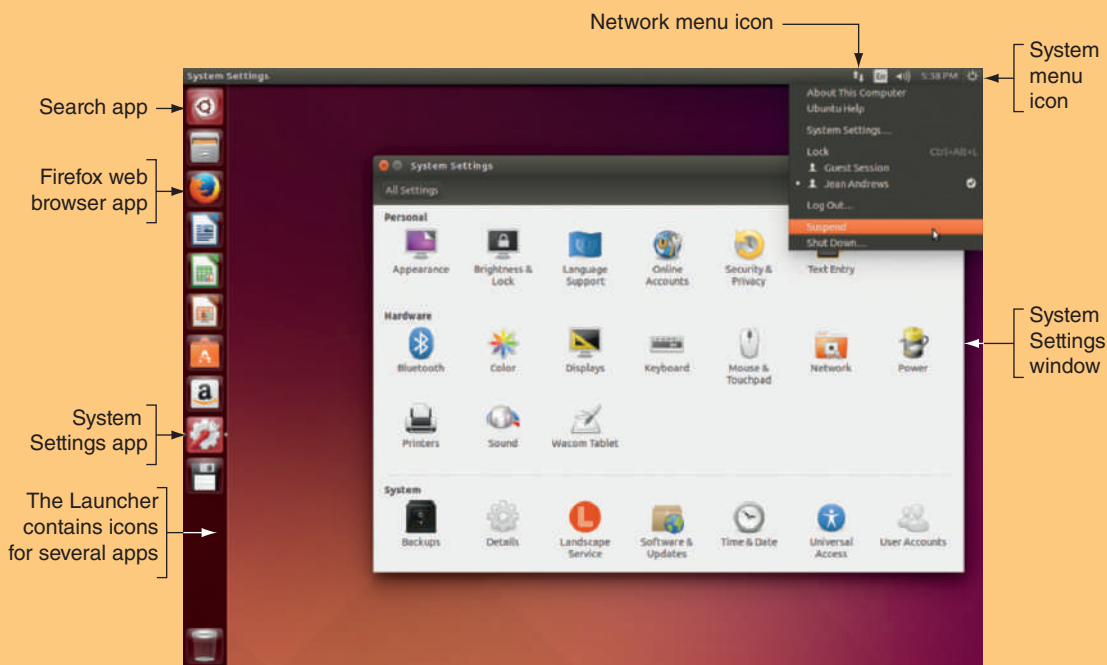 Network menu icon
System
menu
icon
System Settings
En
5:38 PM
Search app
Firefox web
browser app
System
Settings app
The Launcher
contains icons
for several apps
A
a
About This Computer
Ubuntu Help
System Settings...
Lock Ctrl+Alt+L
Guest Session
Jean Andrews
Log Out...
Suspend
Shut Down...
System Settings
All Settings
Personal
Appearance
Brightness &
Lock
Language
Support
Online
Accounts
Security &
Privacy
Text Entry
Hardware
Bluetooth
Color
Displays
Keyboard
Mouse &
Touchpad
Network
Power
Printers
Sound
Wacom Tablet
System
Backups
Details
Landscape
Service
Software &
Updates
Time & Date
Universal
Access
User Accounts
System
Settings
window